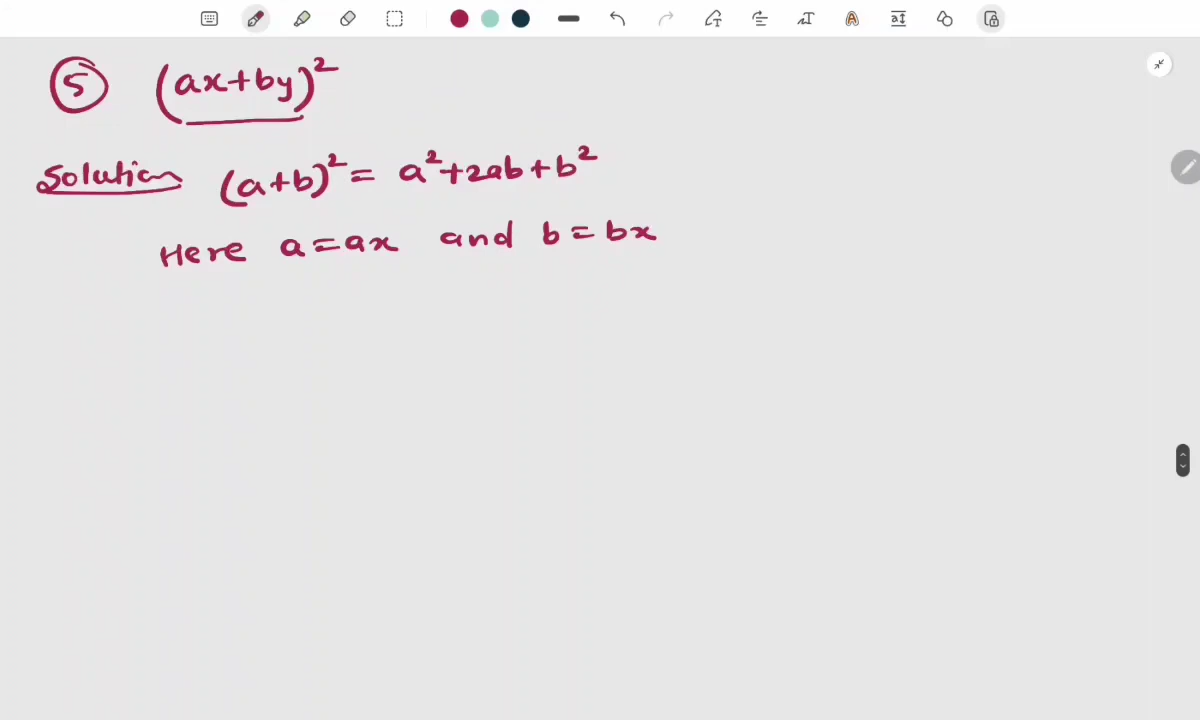 5 (ax+by)²
Solution (a+b)² = a²+2ab+b²
Here a=ax and b=bx